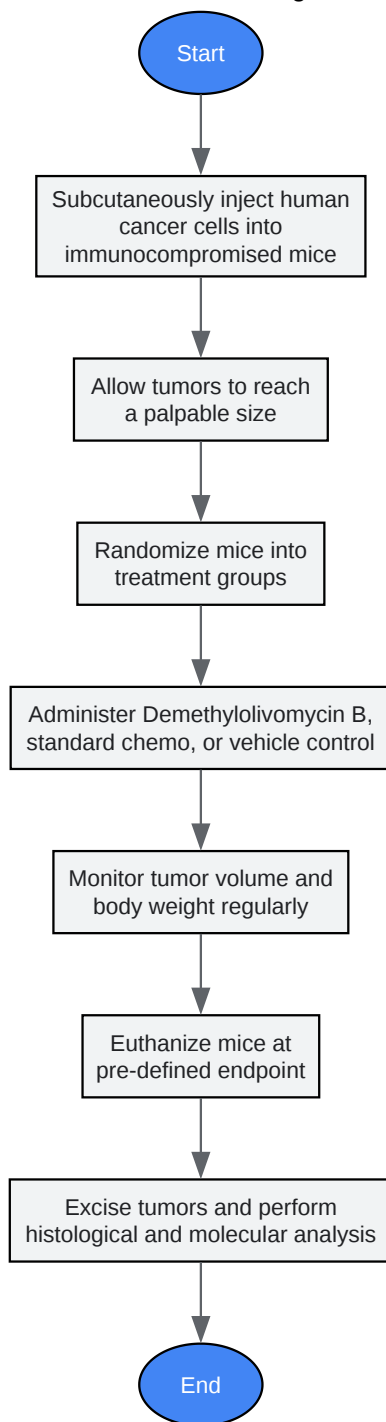 Start
Subcutaneously inject human
cancer cells into
immunocompromised mice
Allow tumors to reach
a palpable size
Randomize mice into
treatment groups
Administer Demethylolivomycin B,
standard chemo, or vehicle control
Monitor tumor volume and
body weight regularly
Euthanize mice at
pre-defined endpoint
Excise tumors and perform
histological and molecular analysis
End